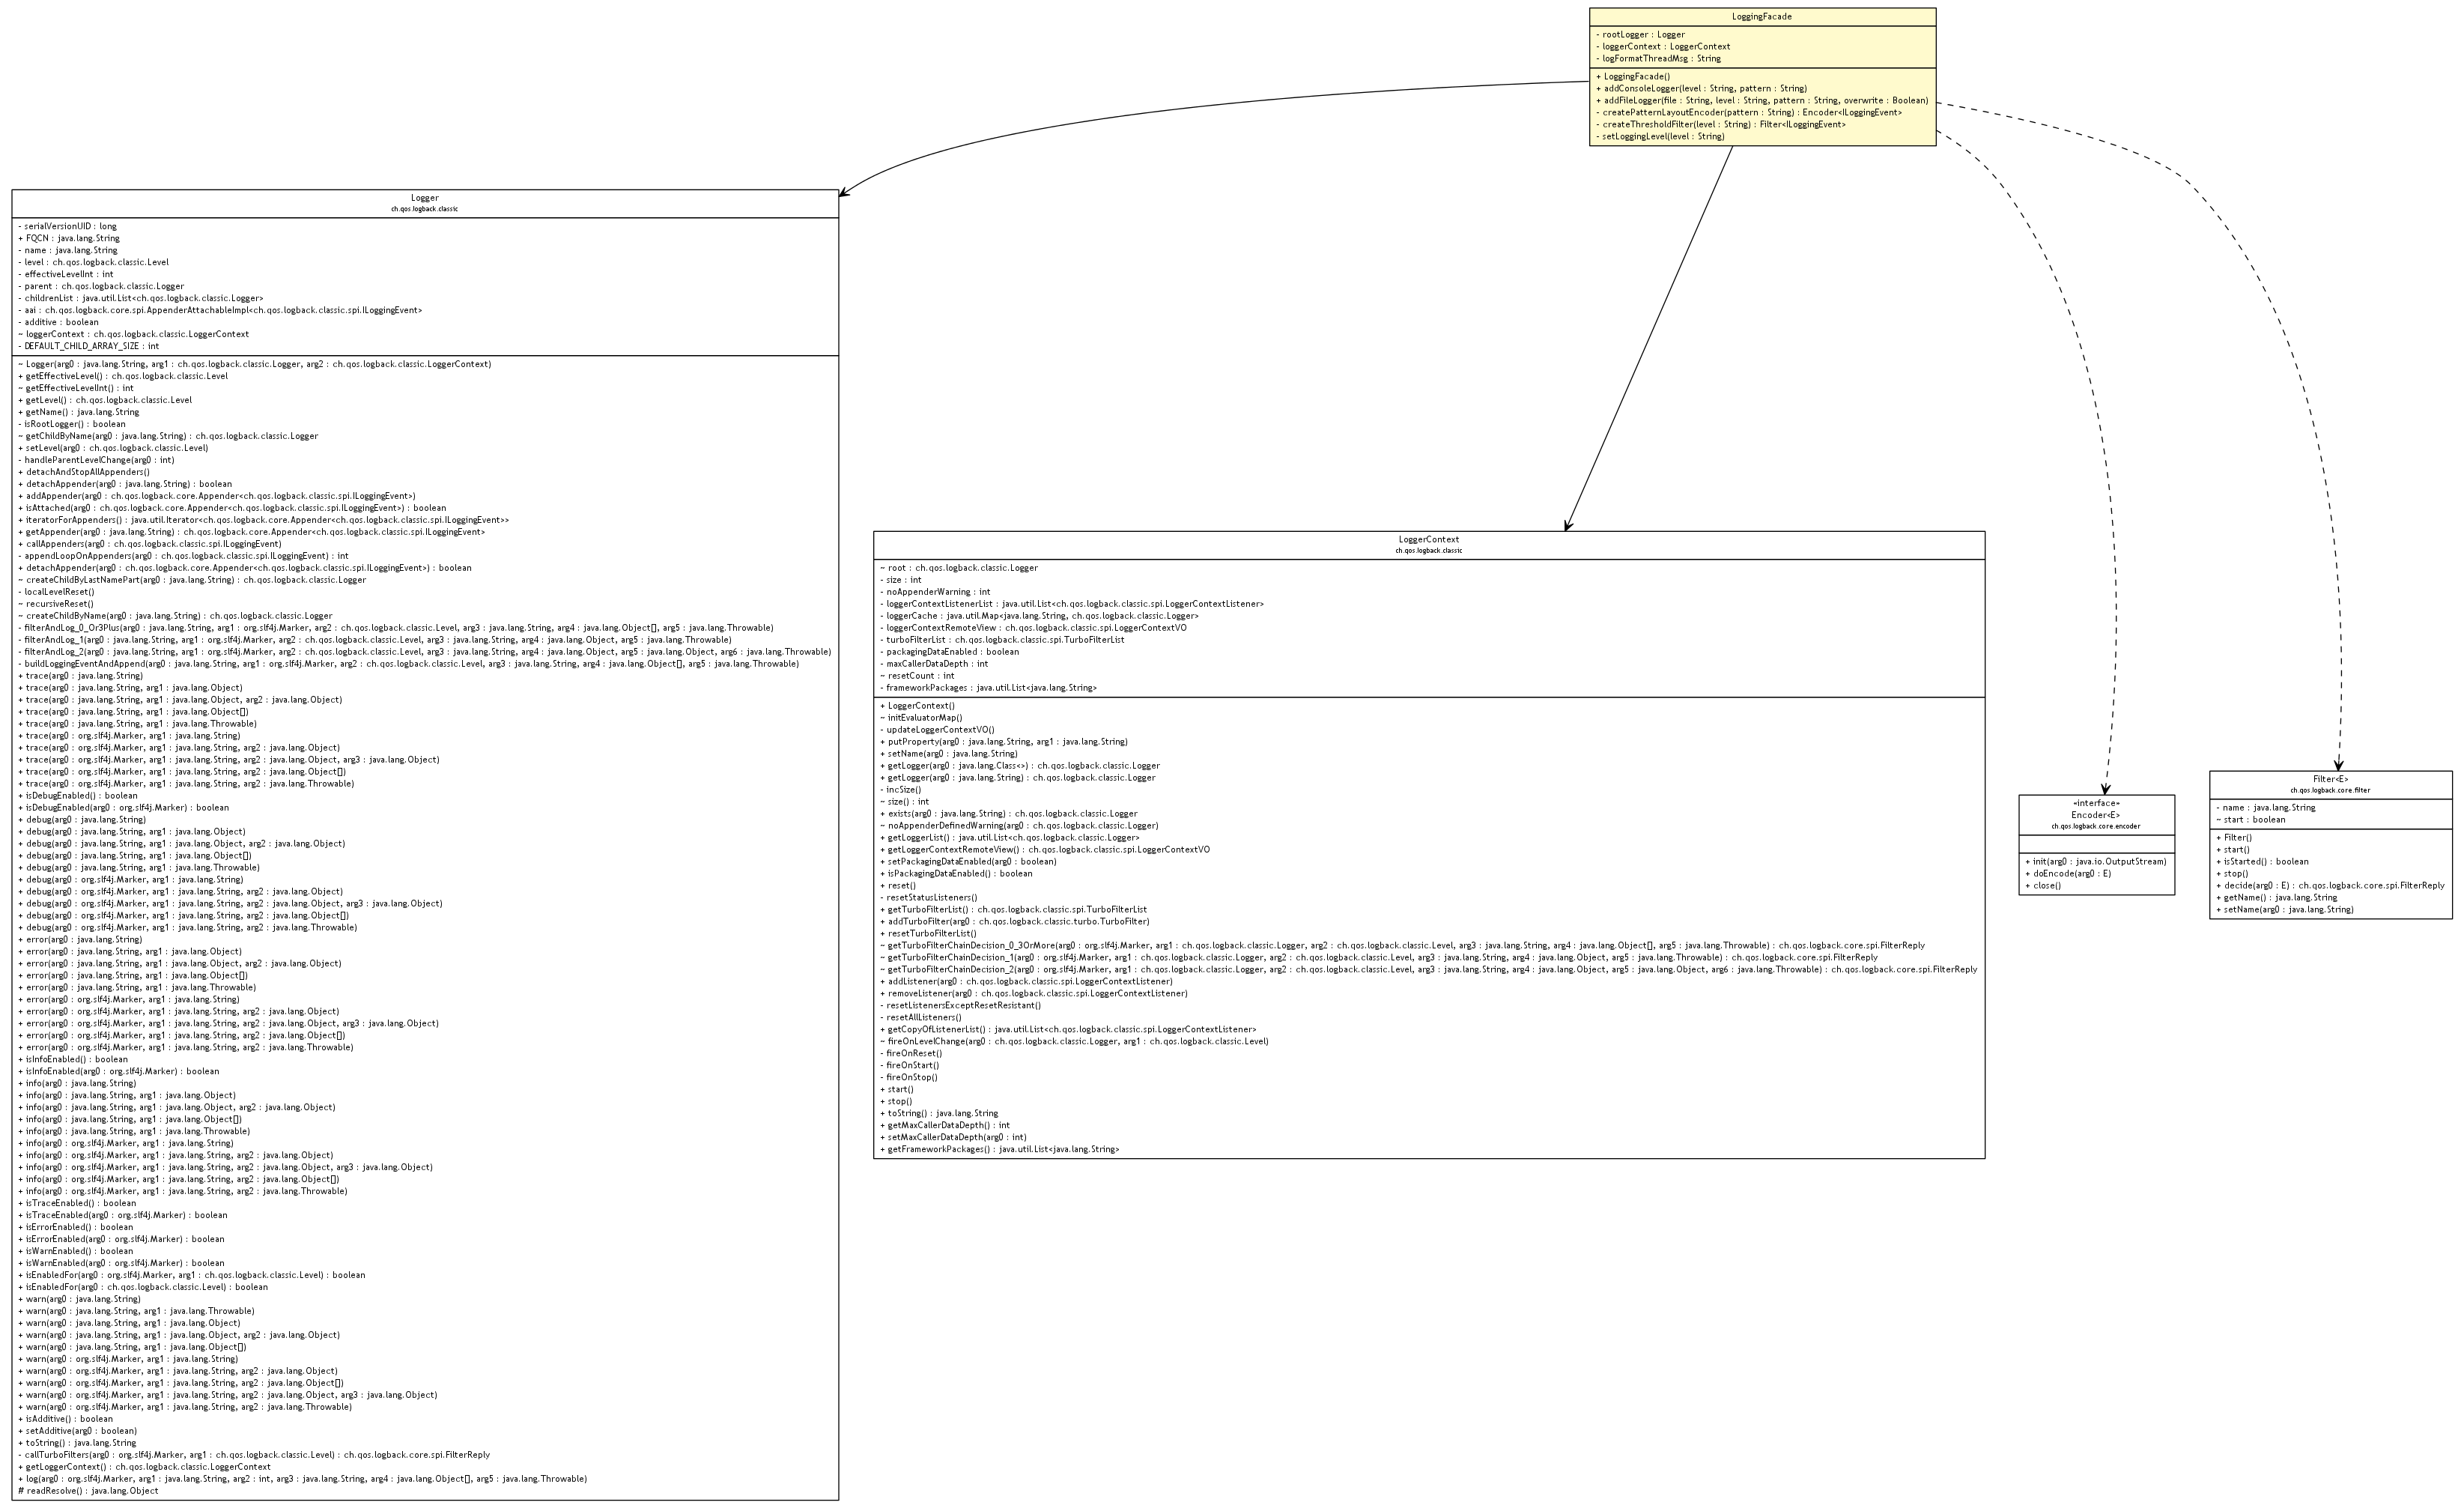 LoggingFacade
- rootLogger : Logger
- loggerContext : LoggerContext
- logFormatThreadMsg : String
+ LoggingFacade()
+ addConsoleLogger(level : String, pattern : String)
+ addFileLogger(file : String, level : String, pattern : String, overwrite : Boolean)
- createPatternLayoutEncoder(pattern : String) : Encoder<ILoggingEvent>
- createThresholdFilter(level : String) : Filter<ILoggingEvent>
- setLoggingLevel(level : String)
Logger
ch.qos.logback.classic
- serialVersionUID : long
+ FQCN : java.lang.String
- name : java.lang.String
- level : ch.qos.logback.classic.Level
- effectiveLevelInt : int
- parent : ch.qos.logback.classic.Logger
- childrenList : java.util.List<ch.qos.logback.classic.Logger>
- aai : ch.qos.logback.core.spi.AppenderAttachableImpl<ch.qos.logback.classic.spi.ILoggingEvent>
- additive : boolean
~ loggerContext : ch.qos.logback.classic.LoggerContext
- DEFAULT_CHILD_ARRAY_SIZE : int
~ Logger(arg0 : java.lang.String, arg1 : ch.qos.logback.classic.Logger, arg2 : ch.qos.logback.classic.LoggerContext)
+ getEffectiveLevel() : ch.qos.logback.classic.Level
~ getEffectiveLevelInt() : int
+ getLevel() : ch.qos.logback.classic.Level
+ getName() : java.lang.String
- isRootLogger() : boolean
~ getChildByName(arg0 : java.lang.String) : ch.qos.logback.classic.Logger
+ setLevel(arg0 : ch.qos.logback.classic.Level)
- handleParentLevelChange(arg0 : int)
+ detachAndStopAllAppenders()
+ detachAppender(arg0 : java.lang.String) : boolean
+ addAppender(arg0 : ch.qos.logback.core.Appender<ch.qos.logback.classic.spi.ILoggingEvent>)
+ isAttached(arg0 : ch.qos.logback.core.Appender<ch.qos.logback.classic.spi.ILoggingEvent>) : boolean
+ iteratorForAppenders() : java.util.Iterator<ch.qos.logback.core.Appender<ch.qos.logback.classic.spi.ILoggingEvent>>
+ getAppender(arg0 : java.lang.String) : ch.qos.logback.core.Appender<ch.qos.logback.classic.spi.ILoggingEvent>
+ callAppenders(arg0 : ch.qos.logback.classic.spi.ILoggingEvent)
- appendLoopOnAppenders(arg0 : ch.qos.logback.classic.spi.ILoggingEvent) : int
+ detachAppender(arg0 : ch.qos.logback.core.Appender<ch.qos.logback.classic.spi.ILoggingEvent>) : boolean
~ createChildByLastNamePart(arg0 : java.lang.String) : ch.qos.logback.classic.Logger
- localLevelReset()
~ recursiveReset()
~ createChildByName(arg0 : java.lang.String) : ch.qos.logback.classic.Logger
- filterAndLog_0_Or3Plus(arg0 : java.lang.String, arg1 : org.slf4j.Marker, arg2 : ch.qos.logback.classic.Level, arg3 : java.lang.String, arg4 : java.lang.Object[], arg5 : java.lang.Throwable)
- filterAndLog_1(arg0 : java.lang.String, arg1 : org.slf4j.Marker, arg2 : ch.qos.logback.classic.Level, arg3 : java.lang.String, arg4 : java.lang.Object, arg5 : java.lang.Throwable)
- filterAndLog_2(arg0 : java.lang.String, arg1 : org.slf4j.Marker, arg2 : ch.qos.logback.classic.Level, arg3 : java.lang.String, arg4 : java.lang.Object, arg5 : java.lang.Object, arg6 : java.lang.Throwable)
- buildLoggingEventAndAppend(arg0 : java.lang.String, arg1 : org.slf4j.Marker, arg2 : ch.qos.logback.classic.Level, arg3 : java.lang.String, arg4 : java.lang.Object[], arg5 : java.lang.Throwable)
+ trace(arg0 : java.lang.String)
+ trace(arg0 : java.lang.String, arg1 : java.lang.Object)
+ trace(arg0 : java.lang.String, arg1 : java.lang.Object, arg2 : java.lang.Object)
+ trace(arg0 : java.lang.String, arg1 : java.lang.Object[])
+ trace(arg0 : java.lang.String, arg1 : java.lang.Throwable)
+ trace(arg0 : org.slf4j.Marker, arg1 : java.lang.String)
+ trace(arg0 : org.slf4j.Marker, arg1 : java.lang.String, arg2 : java.lang.Object)
+ trace(arg0 : org.slf4j.Marker, arg1 : java.lang.String, arg2 : java.lang.Object, arg3 : java.lang.Object)
+ trace(arg0 : org.slf4j.Marker, arg1 : java.lang.String, arg2 : java.lang.Object[])
+ trace(arg0 : org.slf4j.Marker, arg1 : java.lang.String, arg2 : java.lang.Throwable)
+ isDebugEnabled() : boolean
+ isDebugEnabled(arg0 : org.slf4j.Marker) : boolean
+ debug(arg0 : java.lang.String)
+ debug(arg0 : java.lang.String, arg1 : java.lang.Object)
+ debug(arg0 : java.lang.String, arg1 : java.lang.Object, arg2 : java.lang.Object)
+ debug(arg0 : java.lang.String, arg1 : java.lang.Object[])
+ debug(arg0 : java.lang.String, arg1 : java.lang.Throwable)
+ debug(arg0 : org.slf4j.Marker, arg1 : java.lang.String)
+ debug(arg0 : org.slf4j.Marker, arg1 : java.lang.String, arg2 : java.lang.Object)
+ debug(arg0 : org.slf4j.Marker, arg1 : java.lang.String, arg2 : java.lang.Object, arg3 : java.lang.Object)
+ debug(arg0 : org.slf4j.Marker, arg1 : java.lang.String, arg2 : java.lang.Object[])
+ debug(arg0 : org.slf4j.Marker, arg1 : java.lang.String, arg2 : java.lang.Throwable)
+ error(arg0 : java.lang.String)
+ error(arg0 : java.lang.String, arg1 : java.lang.Object)
+ error(arg0 : java.lang.String, arg1 : java.lang.Object, arg2 : java.lang.Object)
+ error(arg0 : java.lang.String, arg1 : java.lang.Object[])
+ error(arg0 : java.lang.String, arg1 : java.lang.Throwable)
+ error(arg0 : org.slf4j.Marker, arg1 : java.lang.String)
+ error(arg0 : org.slf4j.Marker, arg1 : java.lang.String, arg2 : java.lang.Object)
+ error(arg0 : org.slf4j.Marker, arg1 : java.lang.String, arg2 : java.lang.Object, arg3 : java.lang.Object)
+ error(arg0 : org.slf4j.Marker, arg1 : java.lang.String, arg2 : java.lang.Object[])
+ error(arg0 : org.slf4j.Marker, arg1 : java.lang.String, arg2 : java.lang.Throwable)
+ isInfoEnabled() : boolean
+ isInfoEnabled(arg0 : org.slf4j.Marker) : boolean
+ info(arg0 : java.lang.String)
+ info(arg0 : java.lang.String, arg1 : java.lang.Object)
+ info(arg0 : java.lang.String, arg1 : java.lang.Object, arg2 : java.lang.Object)
+ info(arg0 : java.lang.String, arg1 : java.lang.Object[])
+ info(arg0 : java.lang.String, arg1 : java.lang.Throwable)
+ info(arg0 : org.slf4j.Marker, arg1 : java.lang.String)
+ info(arg0 : org.slf4j.Marker, arg1 : java.lang.String, arg2 : java.lang.Object)
+ info(arg0 : org.slf4j.Marker, arg1 : java.lang.String, arg2 : java.lang.Object, arg3 : java.lang.Object)
+ info(arg0 : org.slf4j.Marker, arg1 : java.lang.String, arg2 : java.lang.Object[])
+ info(arg0 : org.slf4j.Marker, arg1 : java.lang.String, arg2 : java.lang.Throwable)
+ isTraceEnabled() : boolean
+ isTraceEnabled(arg0 : org.slf4j.Marker) : boolean
+ isErrorEnabled() : boolean
+ isErrorEnabled(arg0 : org.slf4j.Marker) : boolean
+ isWarnEnabled() : boolean
+ isWarnEnabled(arg0 : org.slf4j.Marker) : boolean
+ isEnabledFor(arg0 : org.slf4j.Marker, arg1 : ch.qos.logback.classic.Level) : boolean
+ isEnabledFor(arg0 : ch.qos.logback.classic.Level) : boolean
+ warn(arg0 : java.lang.String)
+ warn(arg0 : java.lang.String, arg1 : java.lang.Throwable)
+ warn(arg0 : java.lang.String, arg1 : java.lang.Object)
+ warn(arg0 : java.lang.String, arg1 : java.lang.Object, arg2 : java.lang.Object)
+ warn(arg0 : java.lang.String, arg1 : java.lang.Object[])
+ warn(arg0 : org.slf4j.Marker, arg1 : java.lang.String)
+ warn(arg0 : org.slf4j.Marker, arg1 : java.lang.String, arg2 : java.lang.Object)
+ warn(arg0 : org.slf4j.Marker, arg1 : java.lang.String, arg2 : java.lang.Object[])
+ warn(arg0 : org.slf4j.Marker, arg1 : java.lang.String, arg2 : java.lang.Object, arg3 : java.lang.Object)
+ warn(arg0 : org.slf4j.Marker, arg1 : java.lang.String, arg2 : java.lang.Throwable)
+ isAdditive() : boolean
+ setAdditive(arg0 : boolean)
+ toString() : java.lang.String
- callTurboFilters(arg0 : org.slf4j.Marker, arg1 : ch.qos.logback.classic.Level) : ch.qos.logback.core.spi.FilterReply
+ getLoggerContext() : ch.qos.logback.classic.LoggerContext
+ log(arg0 : org.slf4j.Marker, arg1 : java.lang.String, arg2 : int, arg3 : java.lang.String, arg4 : java.lang.Object[], arg5 : java.lang.Throwable)
# readResolve() : java.lang.Object
LoggerContext
ch.qos.logback.classic
~ root : ch.qos.logback.classic.Logger
- size : int
- noAppenderWarning : int
- loggerContextListenerList : java.util.List<ch.qos.logback.classic.spi.LoggerContextListener>
- loggerCache : java.util.Map<java.lang.String, ch.qos.logback.classic.Logger>
- loggerContextRemoteView : ch.qos.logback.classic.spi.LoggerContextVO
- turboFilterList : ch.qos.logback.classic.spi.TurboFilterList
- packagingDataEnabled : boolean
- maxCallerDataDepth : int
~ resetCount : int
- frameworkPackages : java.util.List<java.lang.String>
+ LoggerContext()
~ initEvaluatorMap()
- updateLoggerContextVO()
+ putProperty(arg0 : java.lang.String, arg1 : java.lang.String)
+ setName(arg0 : java.lang.String)
+ getLogger(arg0 : java.lang.Class<>) : ch.qos.logback.classic.Logger
+ getLogger(arg0 : java.lang.String) : ch.qos.logback.classic.Logger
- incSize()
~ size() : int
+ exists(arg0 : java.lang.String) : ch.qos.logback.classic.Logger
~ noAppenderDefinedWarning(arg0 : ch.qos.logback.classic.Logger)
+ getLoggerList() : java.util.List<ch.qos.logback.classic.Logger>
+ getLoggerContextRemoteView() : ch.qos.logback.classic.spi.LoggerContextVO
+ setPackagingDataEnabled(arg0 : boolean)
+ isPackagingDataEnabled() : boolean
+ reset()
- resetStatusListeners()
+ getTurboFilterList() : ch.qos.logback.classic.spi.TurboFilterList
+ addTurboFilter(arg0 : ch.qos.logback.classic.turbo.TurboFilter)
+ resetTurboFilterList()
~ getTurboFilterChainDecision_0_3OrMore(arg0 : org.slf4j.Marker, arg1 : ch.qos.logback.classic.Logger, arg2 : ch.qos.logback.classic.Level, arg3 : java.lang.String, arg4 : java.lang.Object[], arg5 : java.lang.Throwable) : ch.qos.logback.core.spi.FilterReply
~ getTurboFilterChainDecision_1(arg0 : org.slf4j.Marker, arg1 : ch.qos.logback.classic.Logger, arg2 : ch.qos.logback.classic.Level, arg3 : java.lang.String, arg4 : java.lang.Object, arg5 : java.lang.Throwable) : ch.qos.logback.core.spi.FilterReply
~ getTurboFilterChainDecision_2(arg0 : org.slf4j.Marker, arg1 : ch.qos.logback.classic.Logger, arg2 : ch.qos.logback.classic.Level, arg3 : java.lang.String, arg4 : java.lang.Object, arg5 : java.lang.Object, arg6 : java.lang.Throwable) : ch.qos.logback.core.spi.FilterReply
+ addListener(arg0 : ch.qos.logback.classic.spi.LoggerContextListener)
+ removeListener(arg0 : ch.qos.logback.classic.spi.LoggerContextListener)
- resetListenersExceptResetResistant()
- resetAllListeners()
+ getCopyOfListenerList() : java.util.List<ch.qos.logback.classic.spi.LoggerContextListener>
~ fireOnLevelChange(arg0 : ch.qos.logback.classic.Logger, arg1 : ch.qos.logback.classic.Level)
- fireOnReset()
- fireOnStart()
- fireOnStop()
+ start()
+ stop()
+ toString() : java.lang.String
+ getMaxCallerDataDepth() : int
+ setMaxCallerDataDepth(arg0 : int)
+ getFrameworkPackages() : java.util.List<java.lang.String>
«interface»
Encoder<E>
ch.qos.logback.core.encoder
+ init(arg0 : java.io.OutputStream)
+ doEncode(arg0 : E)
+ close()
Filter<E>
ch.qos.logback.core.filter
- name : java.lang.String
~ start : boolean
+ Filter()
+ start()
+ isStarted() : boolean
+ stop()
+ decide(arg0 : E) : ch.qos.logback.core.spi.FilterReply
+ getName() : java.lang.String
+ setName(arg0 : java.lang.String)